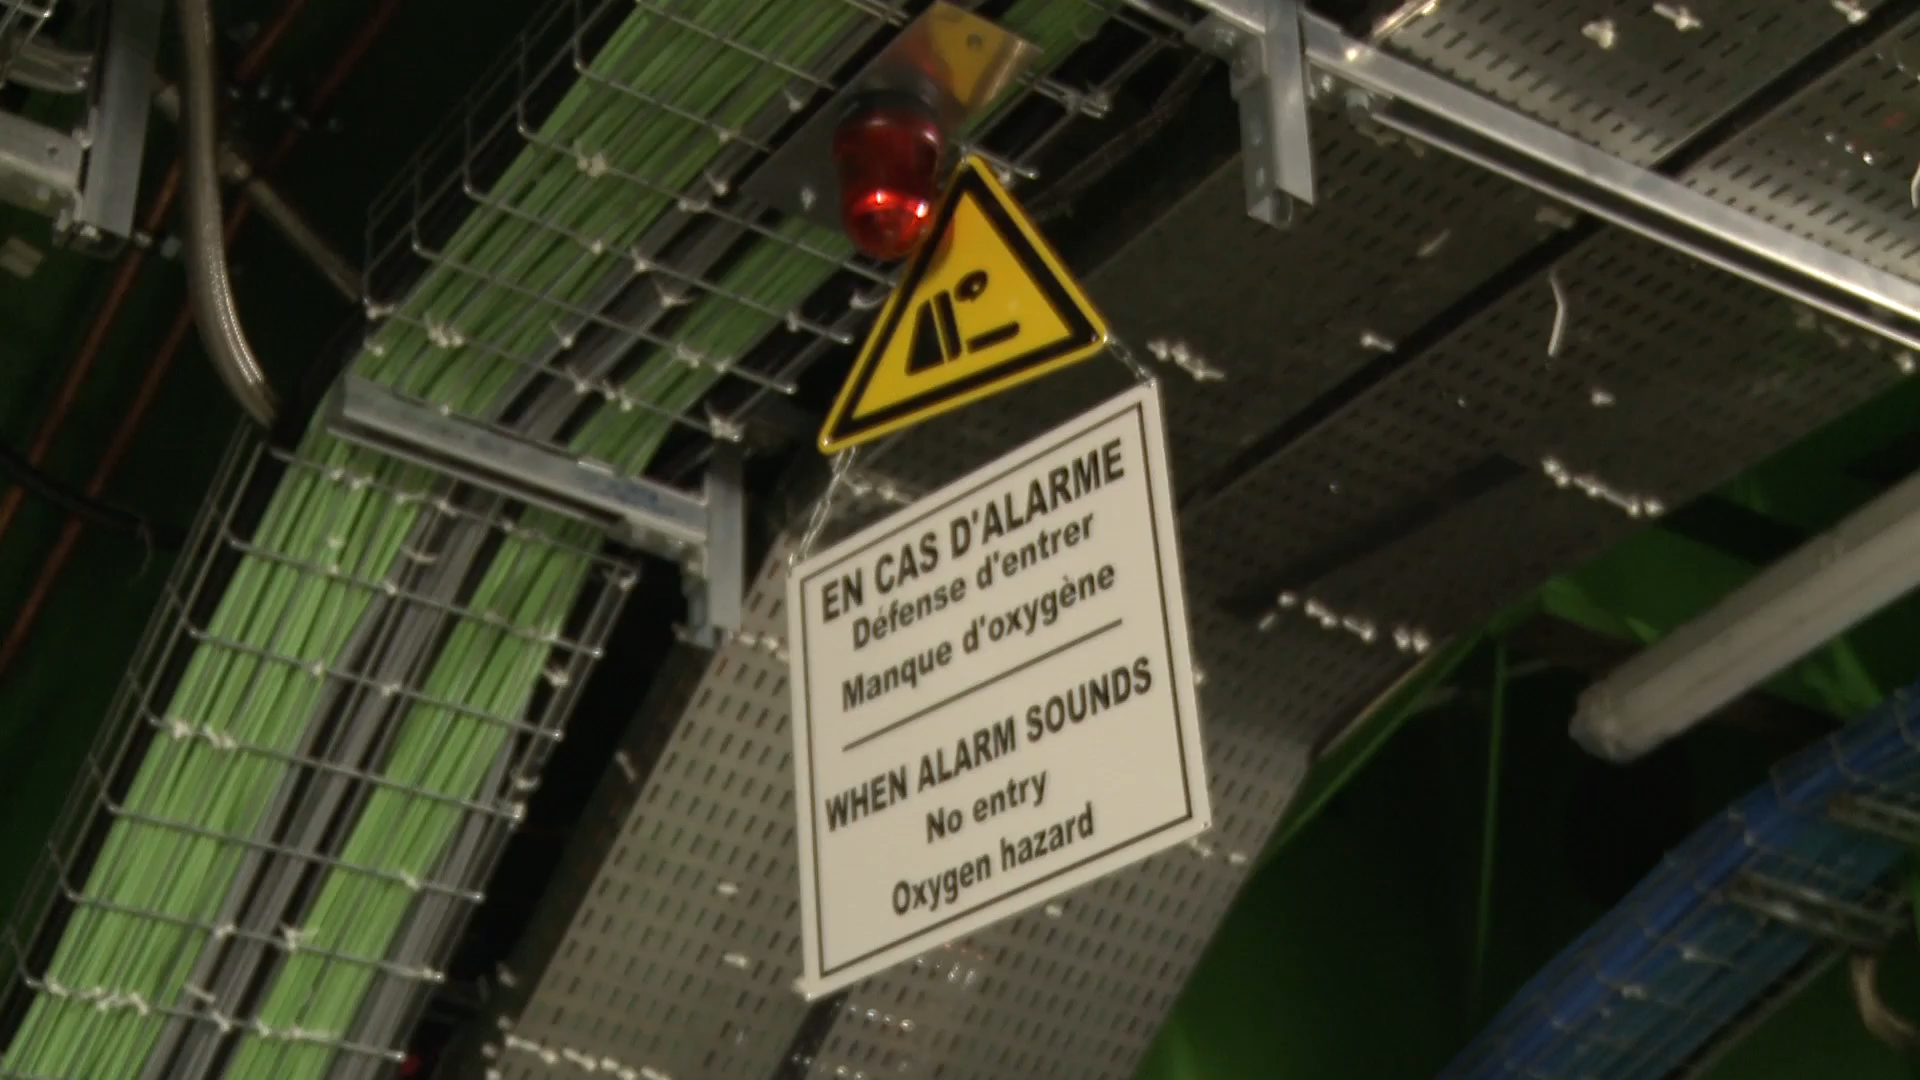 EN CAS D'ALARME
Défense d'entrer
Manque d'oxygène
WHEN ALARM SOUNDS
No entry
Oxygen hazard